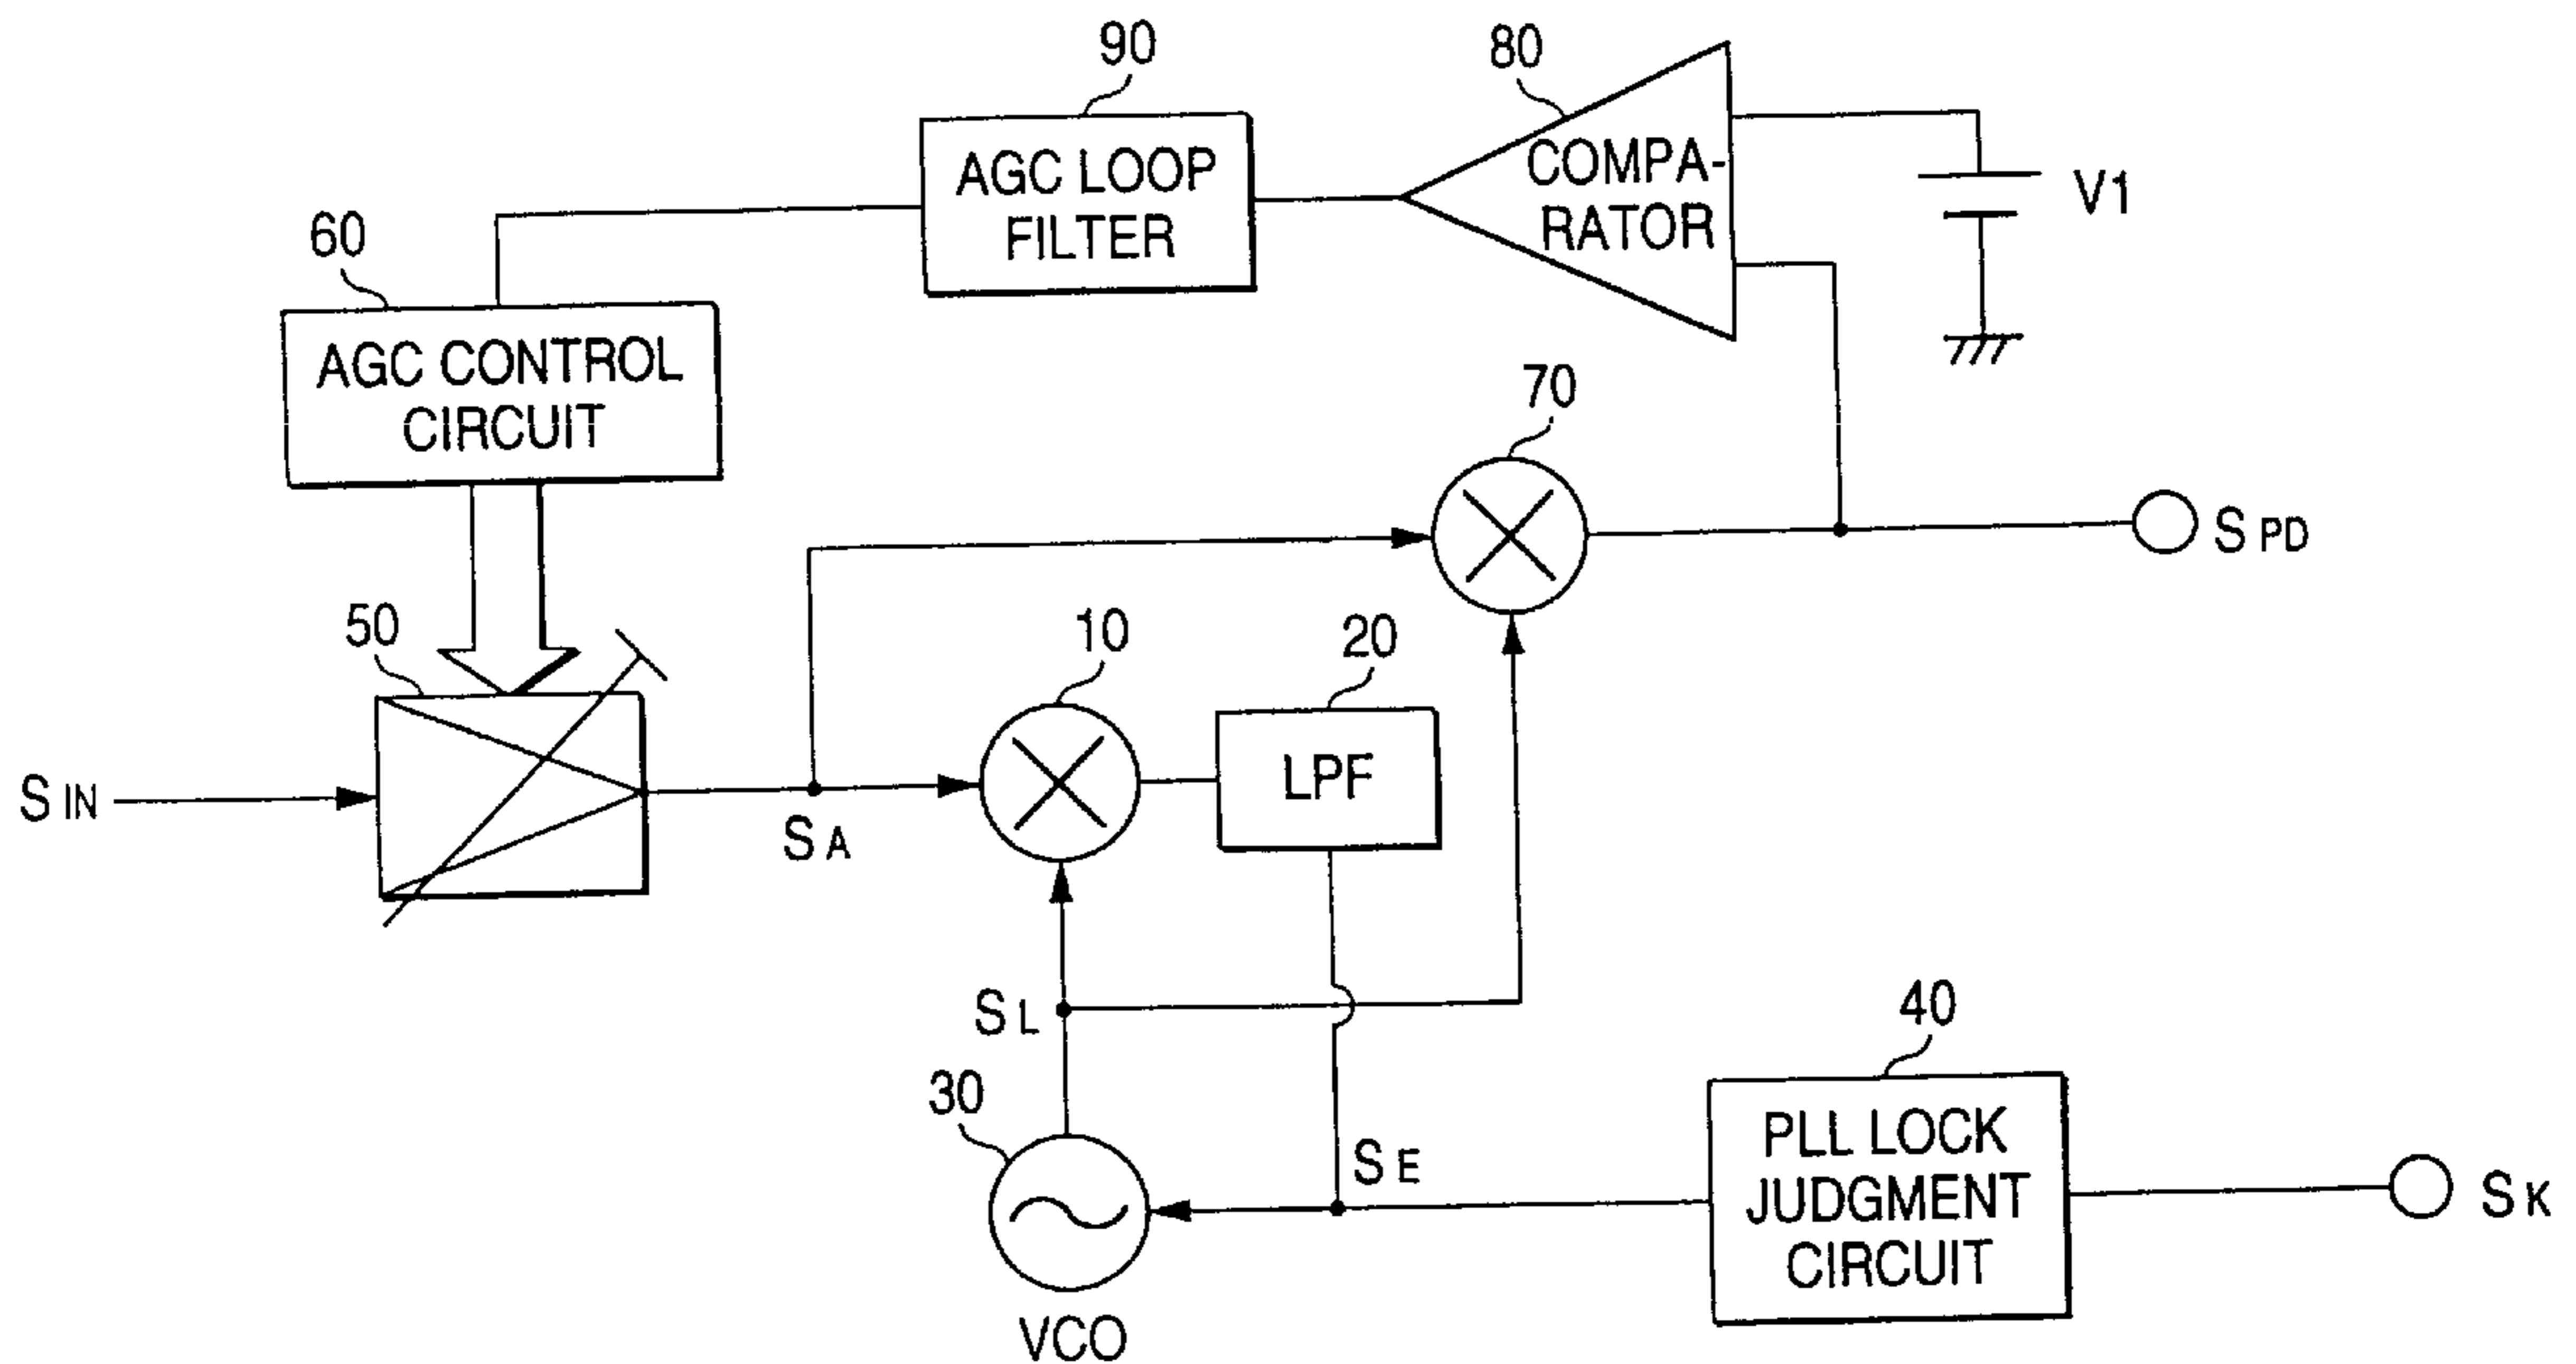 90
80
AGC LOOP
FILTER
COMPA-
RATOR
V1
60
AGC CONTROL
CIRCUIT
70
S PD
50
10
20
LPF
S IN
S A
S L
40
30
S E
PLL LOCK
JUDGMENT
CIRCUIT
S K
VCO